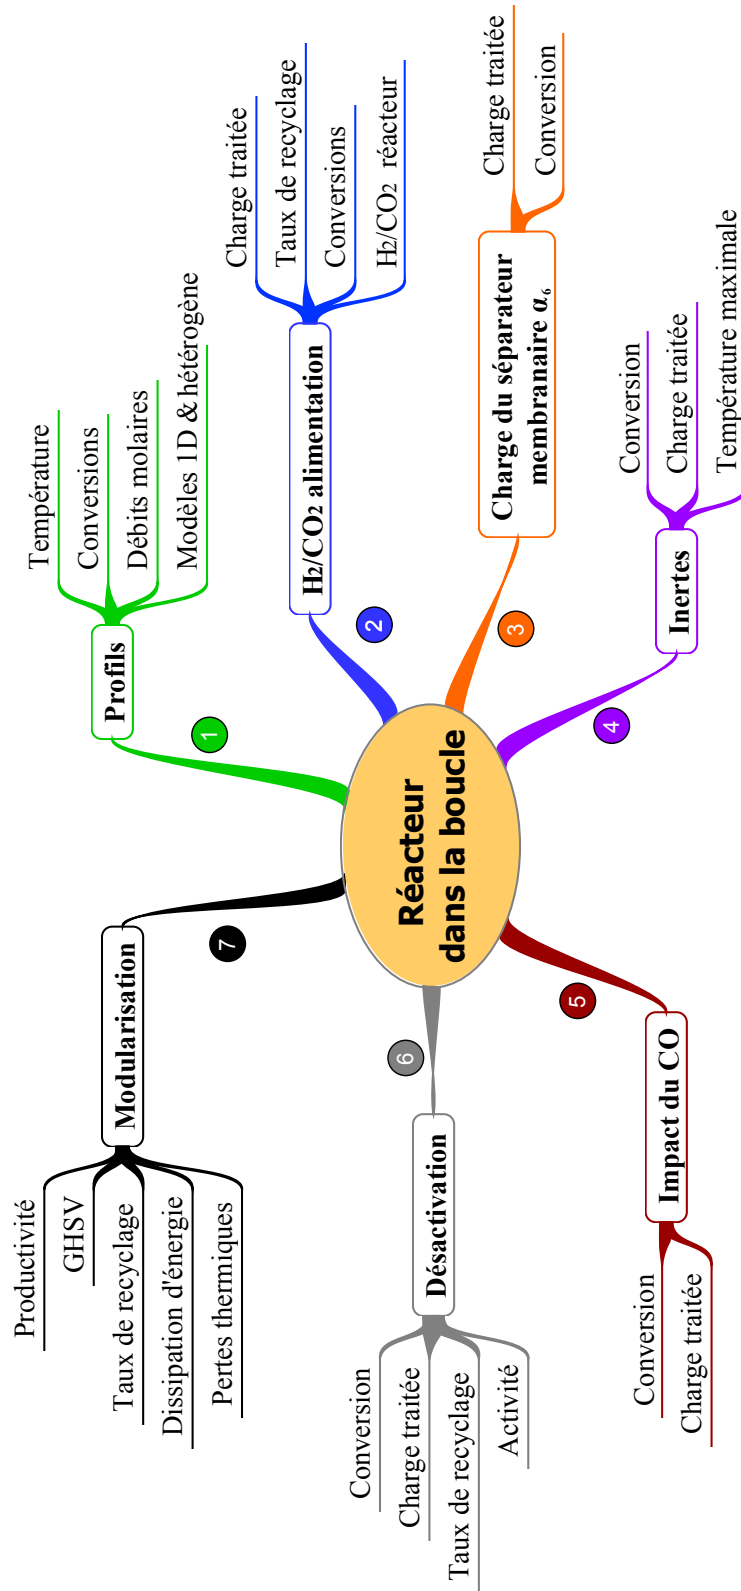 Réacteur
dans la boucle
1
Profils
Température
Conversions
Débits molaires
Modèles 1D & hétérogène
2
H2/CO2 alimentation
Charge traitée
Taux de recyclage
Conversions
H2/CO2 réacteur
3
Charge du séparateur
membranaire α6
Charge traitée
Conversion
4
Inertes
Conversion
Charge traitée
Température maximale
5
Impact du CO
Conversion
Charge traitée
6
Désactivation
Conversion
Charge traitée
Taux de recyclage
Activité
7
Modularisation
Productivité
GHSV
Taux de recyclage
Dissipation d'énergie
Pertes thermiques